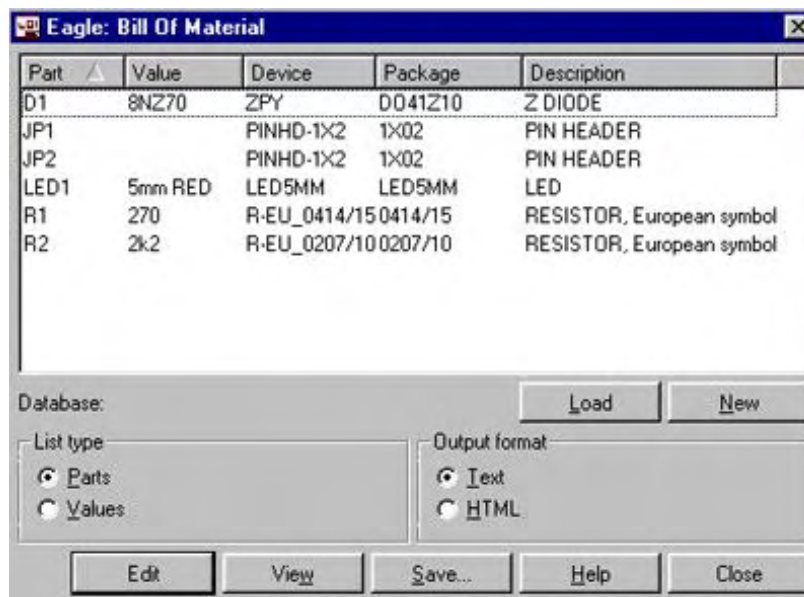 Eagle: Bill Of Material
Part Value Device Package Description
D1 8NZ70 ZPY DO41Z10 Z DIODE
JP1 PINHD-1X2 1X02 PIN HEADER
JP2 PINHD-1X2 1X02 PIN HEADER
LED1 5mm RED LED5MM LED5MM LED
R1 270 R-EU_0414/15 0414/15 RESISTOR, European symbol
R2 2k2 R-EU_0207/10 0207/10 RESISTOR, European symbol
Database: Load New
List type Output format
Parts Text
Values HTML
Edit View Save... Help Close